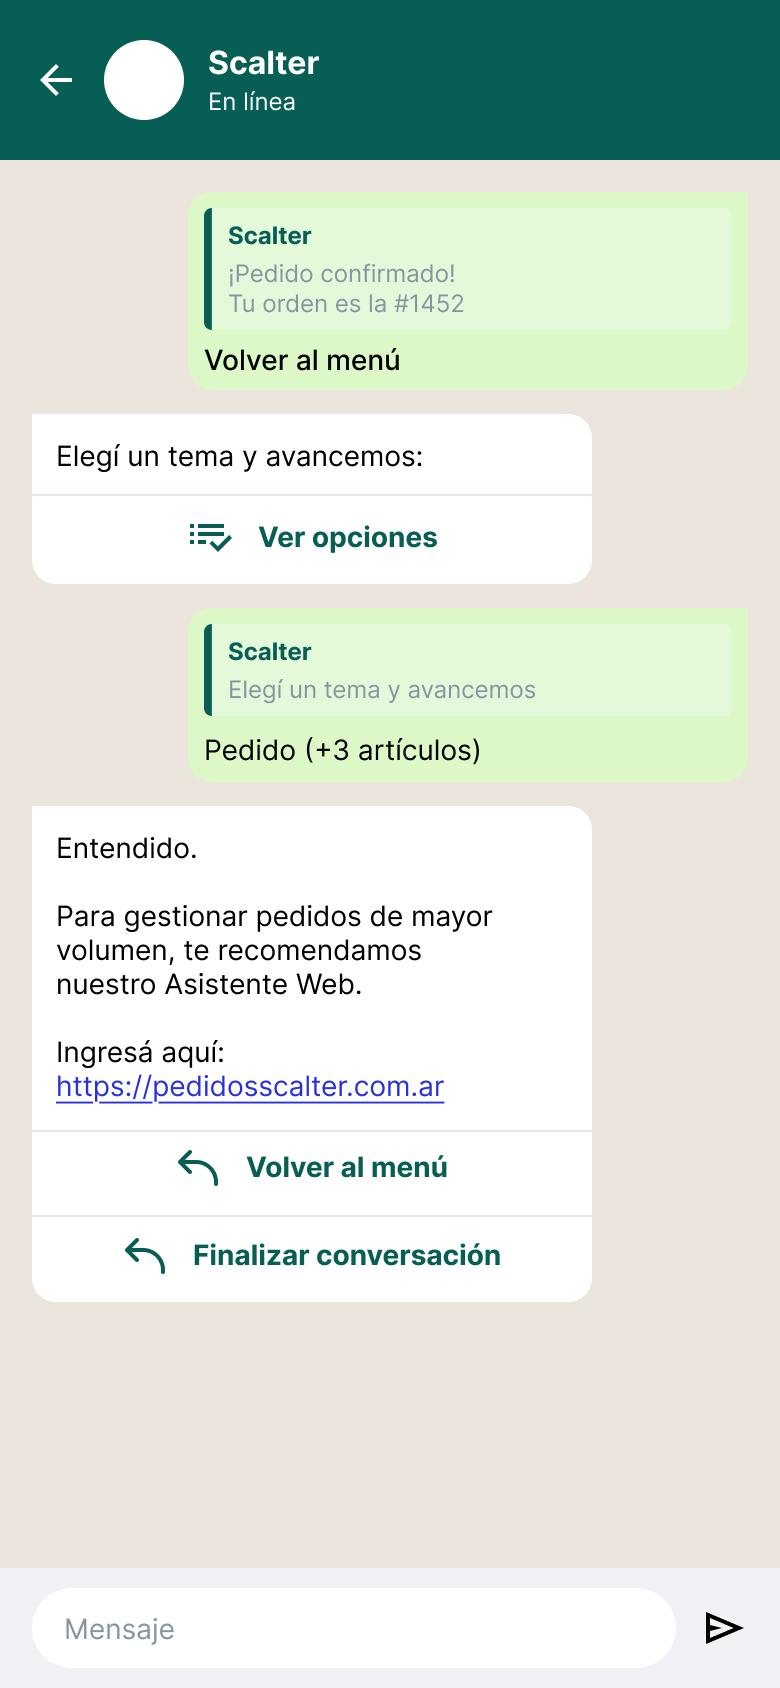 Scalter
En línea
Scalter
¡Pedido confirmado!
Tu orden es la #1452
Volver al menú
Elegí un tema y avancemos:
Ver opciones
Scalter
Elegí un tema y avancemos
Pedido (+3 artículos)
Entendido.
Para gestionar pedidos de mayor
volumen, te recomendamos
nuestro Asistente Web.
Ingresá aquí:
https://pedidosscalter.com.ar
Volver al menú
Finalizar conversación
Mensaje